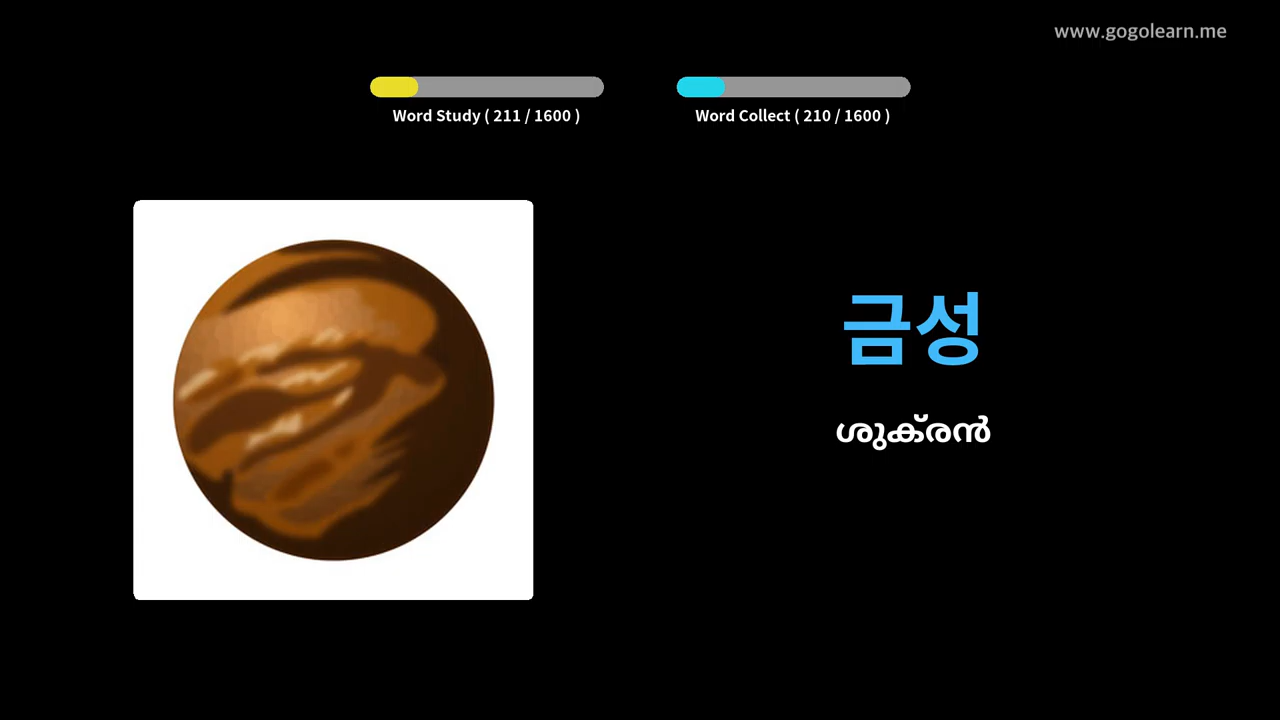 www.gogolearn.me
Word Study ( 211 / 1600 )
Word Collect ( 210 / 1600 )
금성
ശുക്രൻ